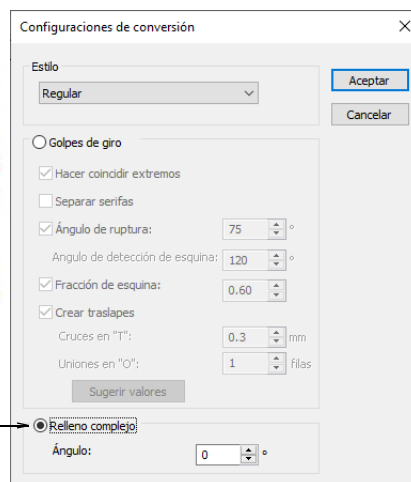 Configuraciones de conversión
Estilo
Regular
Aceptar
Cancelar
Golpes de giro
Hacer coincidir extremos
Separar serifas
Ángulo de ruptura: 75 °
Angulo de detección de esquina: 120 °
Fracción de esquina: 0.60
Crear traslapes
Cruces en "T": 0.3 mm
Uniones en "O": 1 filas
Sugerir valores
Relleno complejo
Ángulo: 0 °